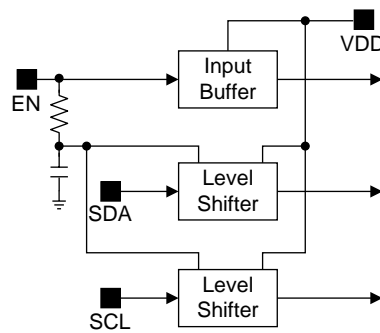 VDD
Input
Buffer
EN
Level
Shifter
SDA
Level
Shifter
SCL